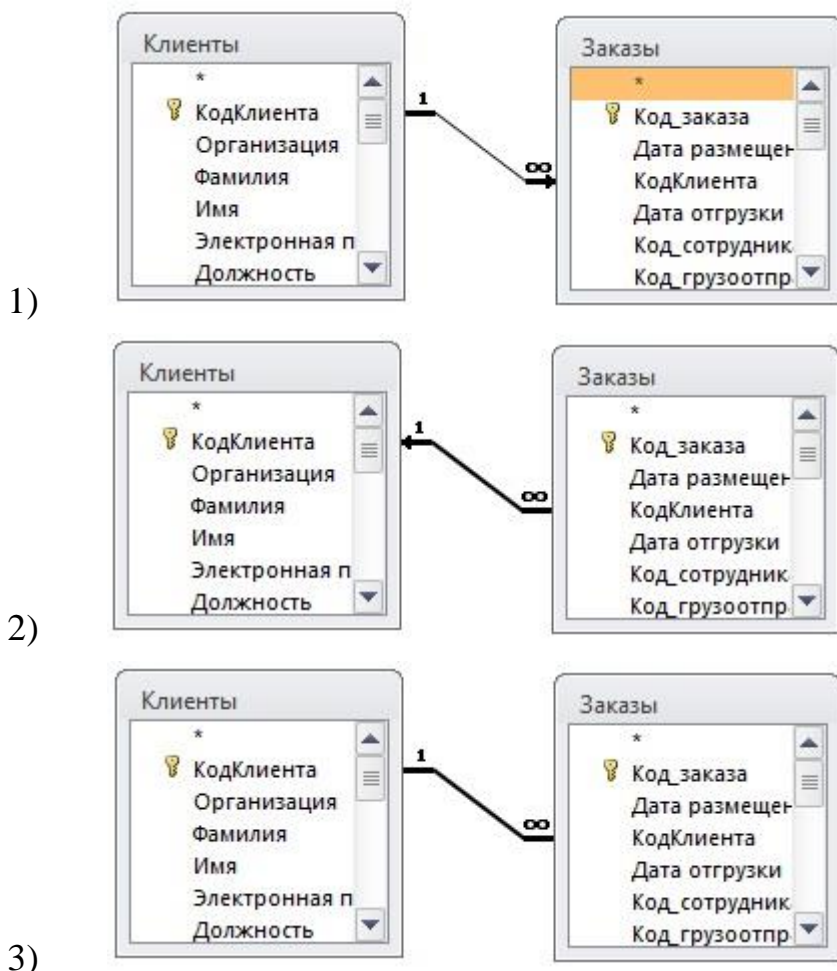 Клиенты
*
КодКлиента
Организация
Фамилия
Имя
Электронная п
Должность
1
∞
Заказы
*
Код_заказа
Дата размещен
КодКлиента
Дата отгрузки
Код_сотрудник
Код_грузоотпр
1)
Клиенты
*
КодКлиента
Организация
Фамилия
Имя
Электронная п
Должность
1
∞
Заказы
*
Код_заказа
Дата размещен
КодКлиента
Дата отгрузки
Код_сотрудник
Код_грузоотпр
2)
Клиенты
*
КодКлиента
Организация
Фамилия
Имя
Электронная п
Должность
1
∞
Заказы
*
Код_заказа
Дата размещен
КодКлиента
Дата отгрузки
Код_сотрудник
Код_грузоотпр
3)